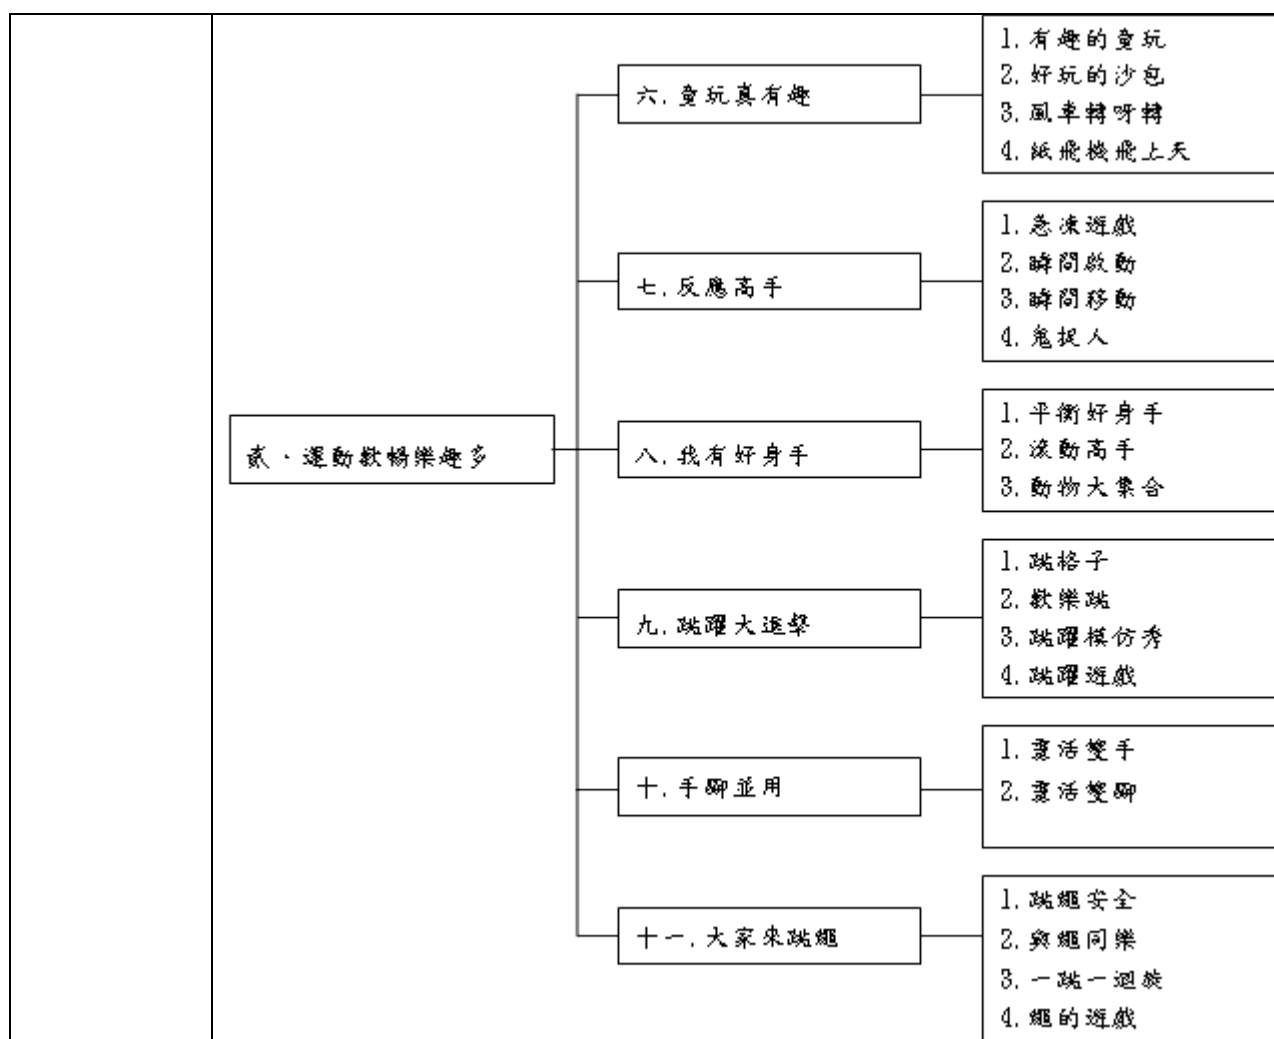 貳、運動歡暢樂趣多
六.童玩真有趣
1.有趣的童玩
2.好玩的沙包
3.風車轉呀轉
4.紙飛機飛上天
七.反應高手
1.急凍遊戲
2.瞬間啟動
3.瞬間移動
4.鬼捉人
八.我有好身手
1.平衡好身手
2.滾動高手
3.動物大集合
九.跳躍大進擊
1.跳格子
2.歡樂跳
3.跳躍模仿秀
4.跳躍遊戲
十.手腳並用
1.靈活雙手
2.靈活雙腳
十一.大家來跳繩
1.跳繩安全
2.與繩同樂
3.一跳一迴旋
4.繩的遊戲